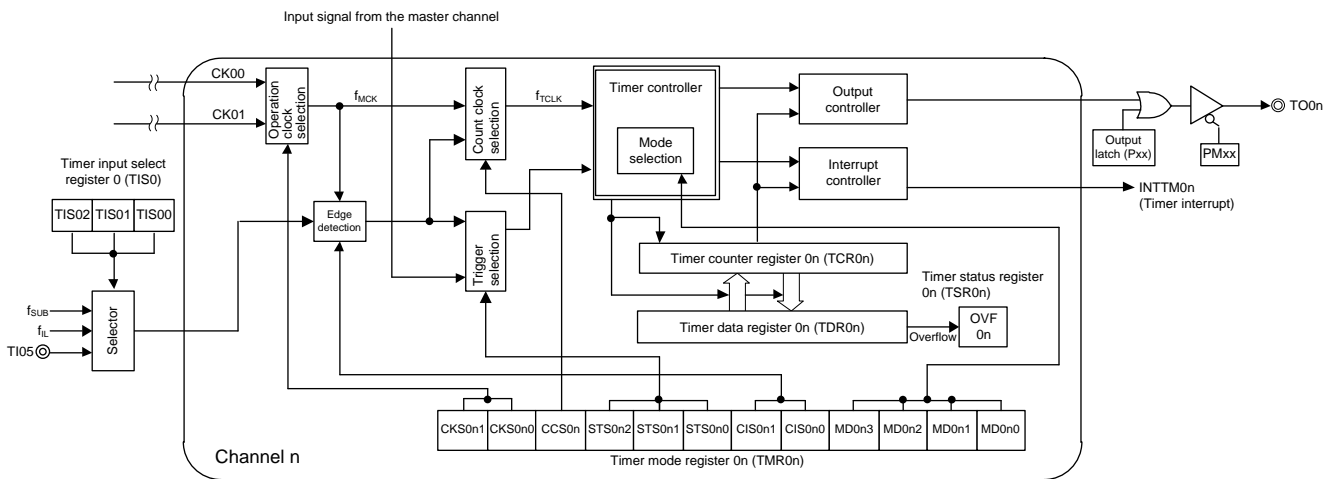 Input signal from the master channel
CK00
CK01
Operation
clock
selection
fMCK
Count clock
selection
fTCLK
Timer controller
Mode
selection
Output
controller
Interrupt
controller
TO0n
Output
latch (Pxx)
PMxx
INTTM0n
(Timer interrupt)
Timer input select
register 0 (TIS0)
TIS02
TIS01
TIS00
Edge
detection
Trigger
selection
Timer counter register 0n (TCR0n)
Timer status register
0n (TSR0n)
fSUB
fIL
TI05
Selector
Timer data register 0n (TDR0n)
Overflow
OVF
0n
CKS0n1
CKS0n0
CCS0n
STS0n2
STS0n1
STS0n0
CIS0n1
CIS0n0
MD0n3
MD0n2
MD0n1
MD0n0
Channel n
Timer mode register 0n (TMR0n)